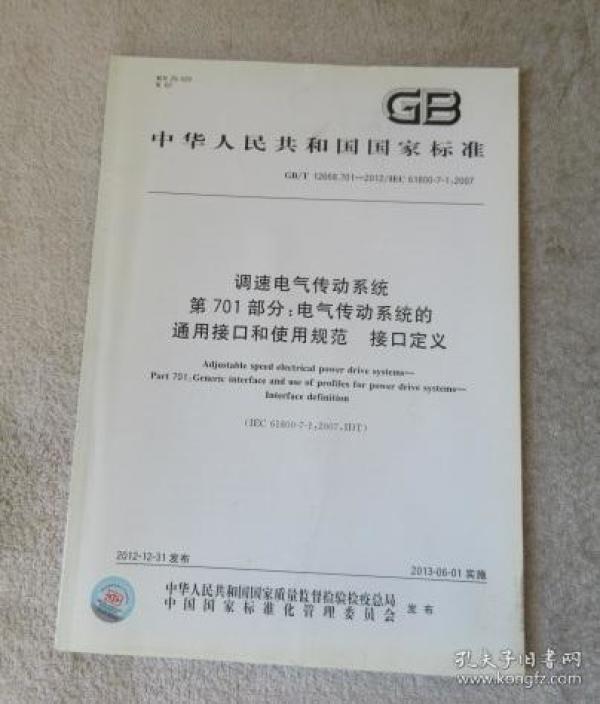 GB
中华人民共和国国家标准
GB/T 12668.701—2012/IEC 61800-7-1:2007
调速电气传动系统
第701部分:电气传动系统的
通用接口和使用规范 接口定义
Adjustable speed electrical power drive systems—
Part 701:Generic interface and use of profiles for power drive systems—
Interface definition
(IEC 61800-7-1:2007,IDT)
2012-12-31 发布
2013-06-01 实施
中华人民共和国国家质量监督检验检疫总局
中国国家标准化管理委员会
发布
孔夫子旧书网
www.kongfz.com